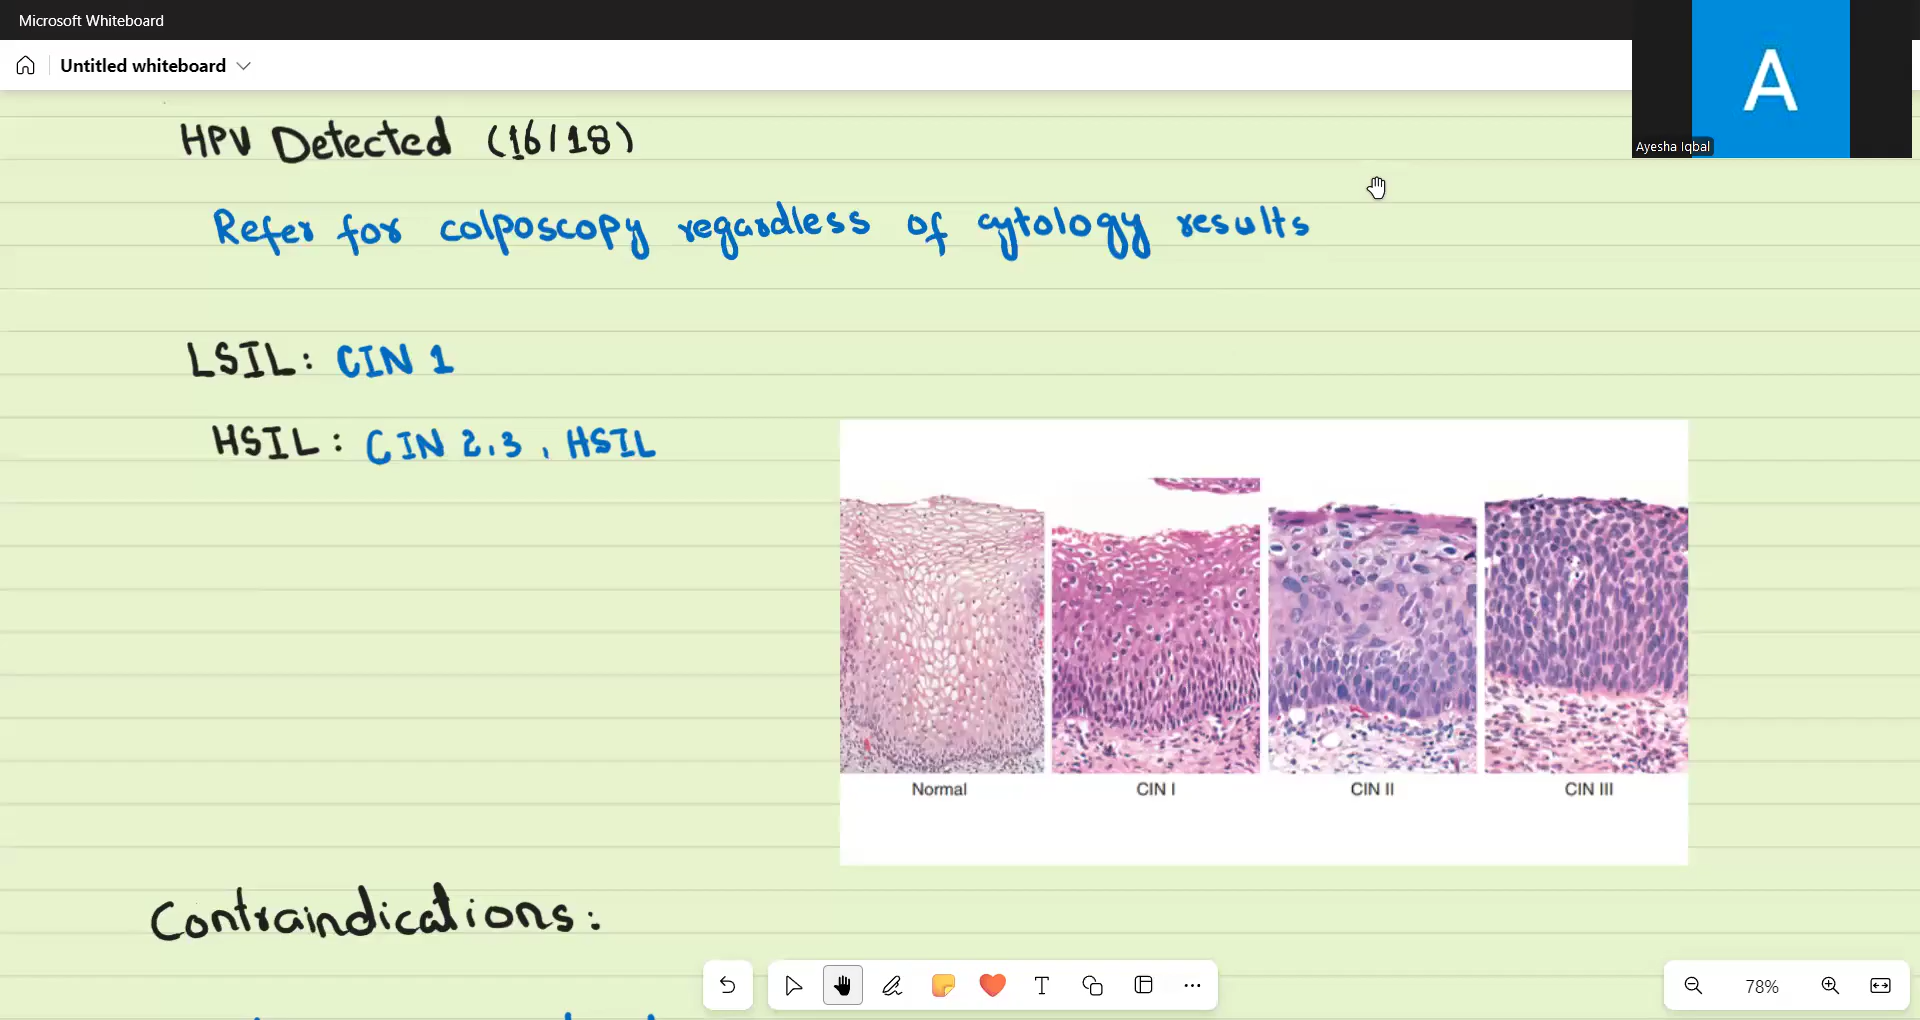 Microsoft Whiteboard
Untitled whiteboard
A
Ayesha Iqbal
HPV Detected (16/18)
Refer for colposcopy regardless of cytology results
LSIL: CIN 1
HSIL: CIN 2,3, HSIL
Normal CIN I CIN II CIN III
Contraindications:
T
78%